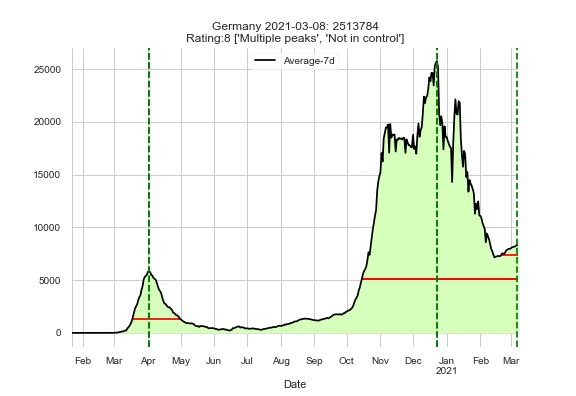 Germany 2021-03-08: 2513784
Rating:8 ['Multiple peaks', 'Not in control']
Average-7d
25000
20000
15000
10000
5000
0
Feb Mar Apr May Jun Jul Aug Sep Oct Nov Dec Jan Feb Mar
2021
Date